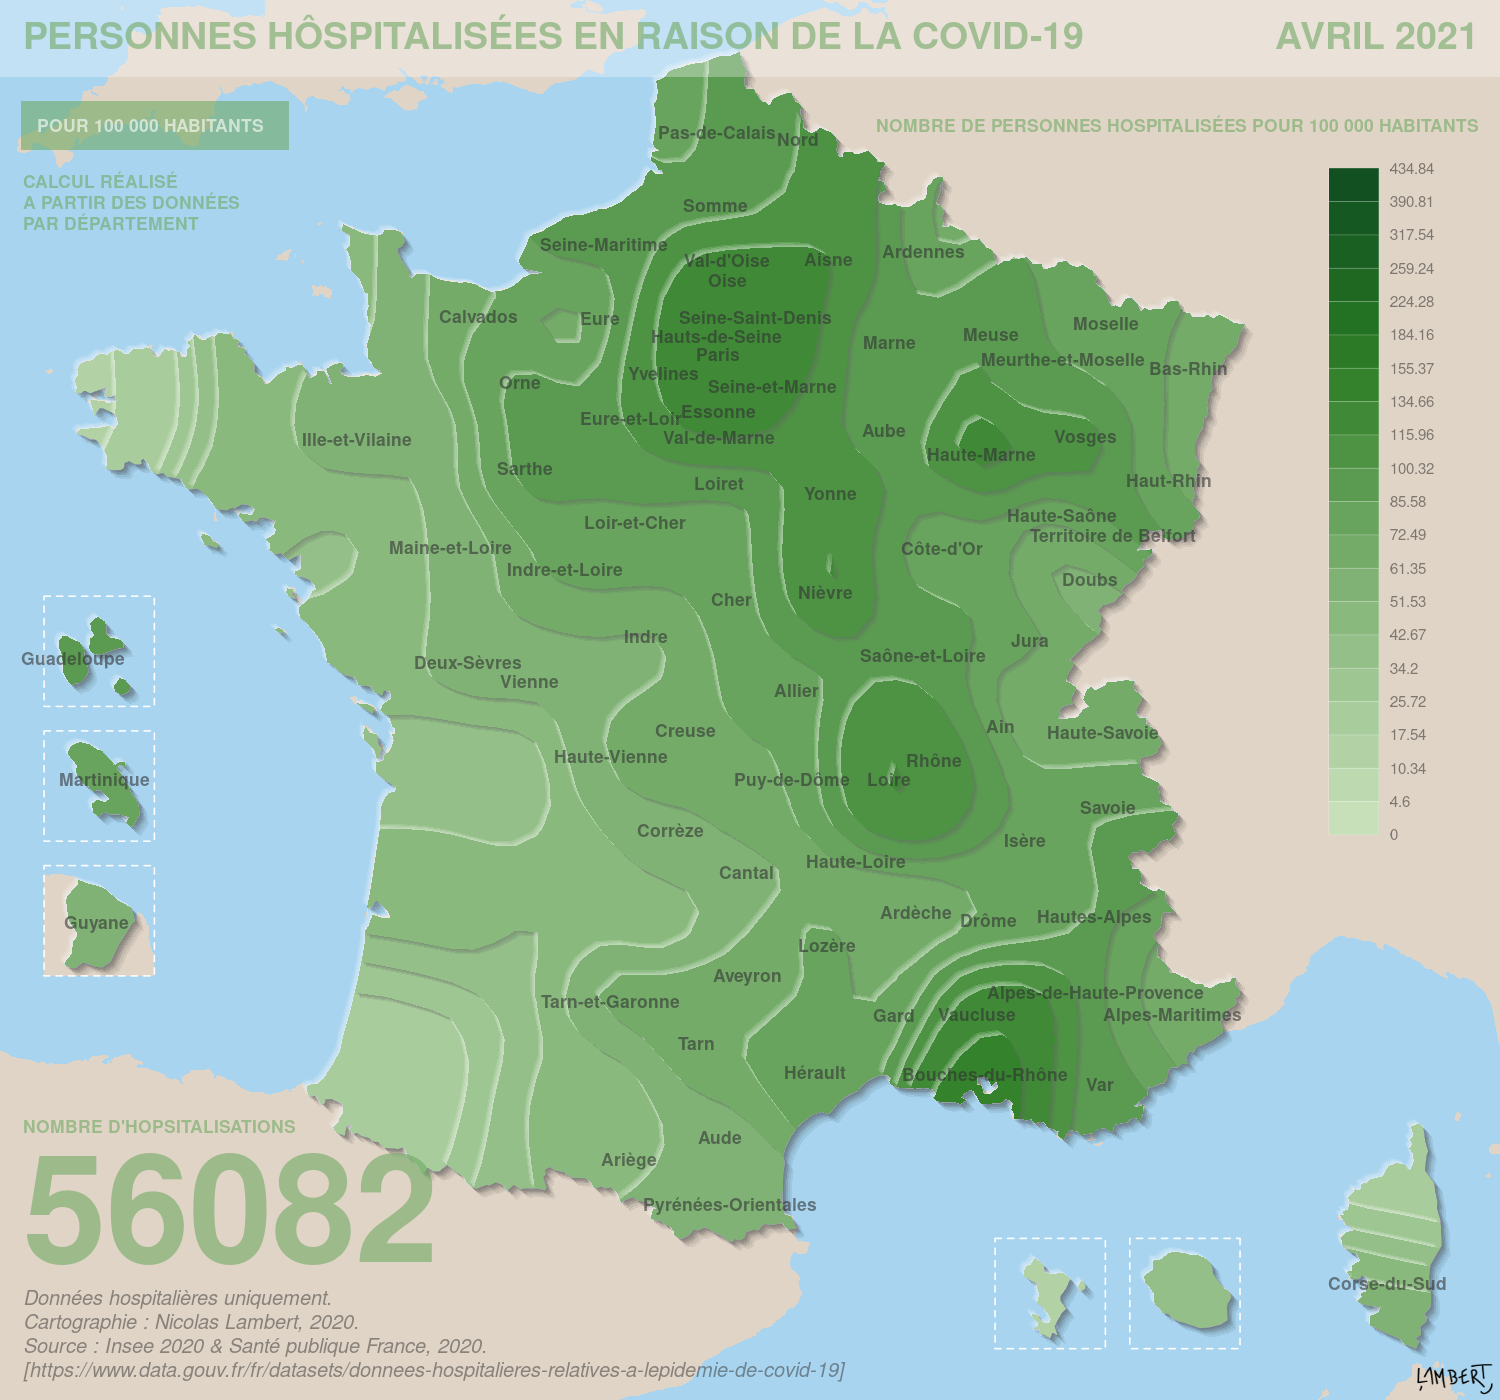 PERSONNES HÔSPITALISÉES EN RAISON DE LA COVID-19
AVRIL 2021
POUR 100 000 HABITANTS
CALCUL RÉALISÉ
A PARTIR DES DONNÉES
PAR DÉPARTEMENT
NOMBRE DE PERSONNES HOSPITALISÉES POUR 100 000 HABITANTS
434.84
390.81
317.54
259.24
224.28
184.16
155.37
134.66
115.96
100.32
85.58
72.49
61.35
51.53
42.67
34.2
25.72
17.54
10.34
4.6
0
Pas-de-Calais
Nord
Somme
Seine-Maritime
Val-d'Oise
Aisne
Ardennes
Oise
Calvados
Eure
Seine-Saint-Denis
Hauts-de-Seine
Paris
Marne
Meuse
Moselle
Meurthe-et-Moselle
Bas-Rhin
Yvelines
Seine-et-Marne
Orne
Essonne
Eure-et-Loir
Val-de-Marne
Aube
Vosges
Haute-Marne
Ille-et-Vilaine
Sarthe
Loiret
Yonne
Haut-Rhin
Loir-et-Cher
Haute-Saône
Territoire de Belfort
Maine-et-Loire
Côte-d'Or
Indre-et-Loire
Doubs
Cher
Nièvre
Indre
Jura
Saône-et-Loire
Deux-Sèvres
Vienne
Allier
Creuse
Ain
Haute-Savoie
Haute-Vienne
Rhône
Puy-de-Dôme
Loire
Savoie
Corrèze
Isère
Haute-Loire
Cantal
Ardèche
Drôme
Hautes-Alpes
Lozère
Aveyron
Alpes-de-Haute-Provence
Tarn-et-Garonne
Gard
Vaucluse
Alpes-Maritimes
Tarn
Hérault
Bouches-du-Rhône
Var
Aude
Ariège
Pyrénées-Orientales
Corse-du-Sud
Guadeloupe
Martinique
Guyane
NOMBRE D'HOPSITALISATIONS
56082
Données hospitalières uniquement.
Cartographie : Nicolas Lambert, 2020.
Source : Insee 2020 & Santé publique France, 2020.
[https://www.data.gouv.fr/fr/datasets/donnees-hospitalieres-relatives-a-lepidemie-de-covid-19]
LAMBERT